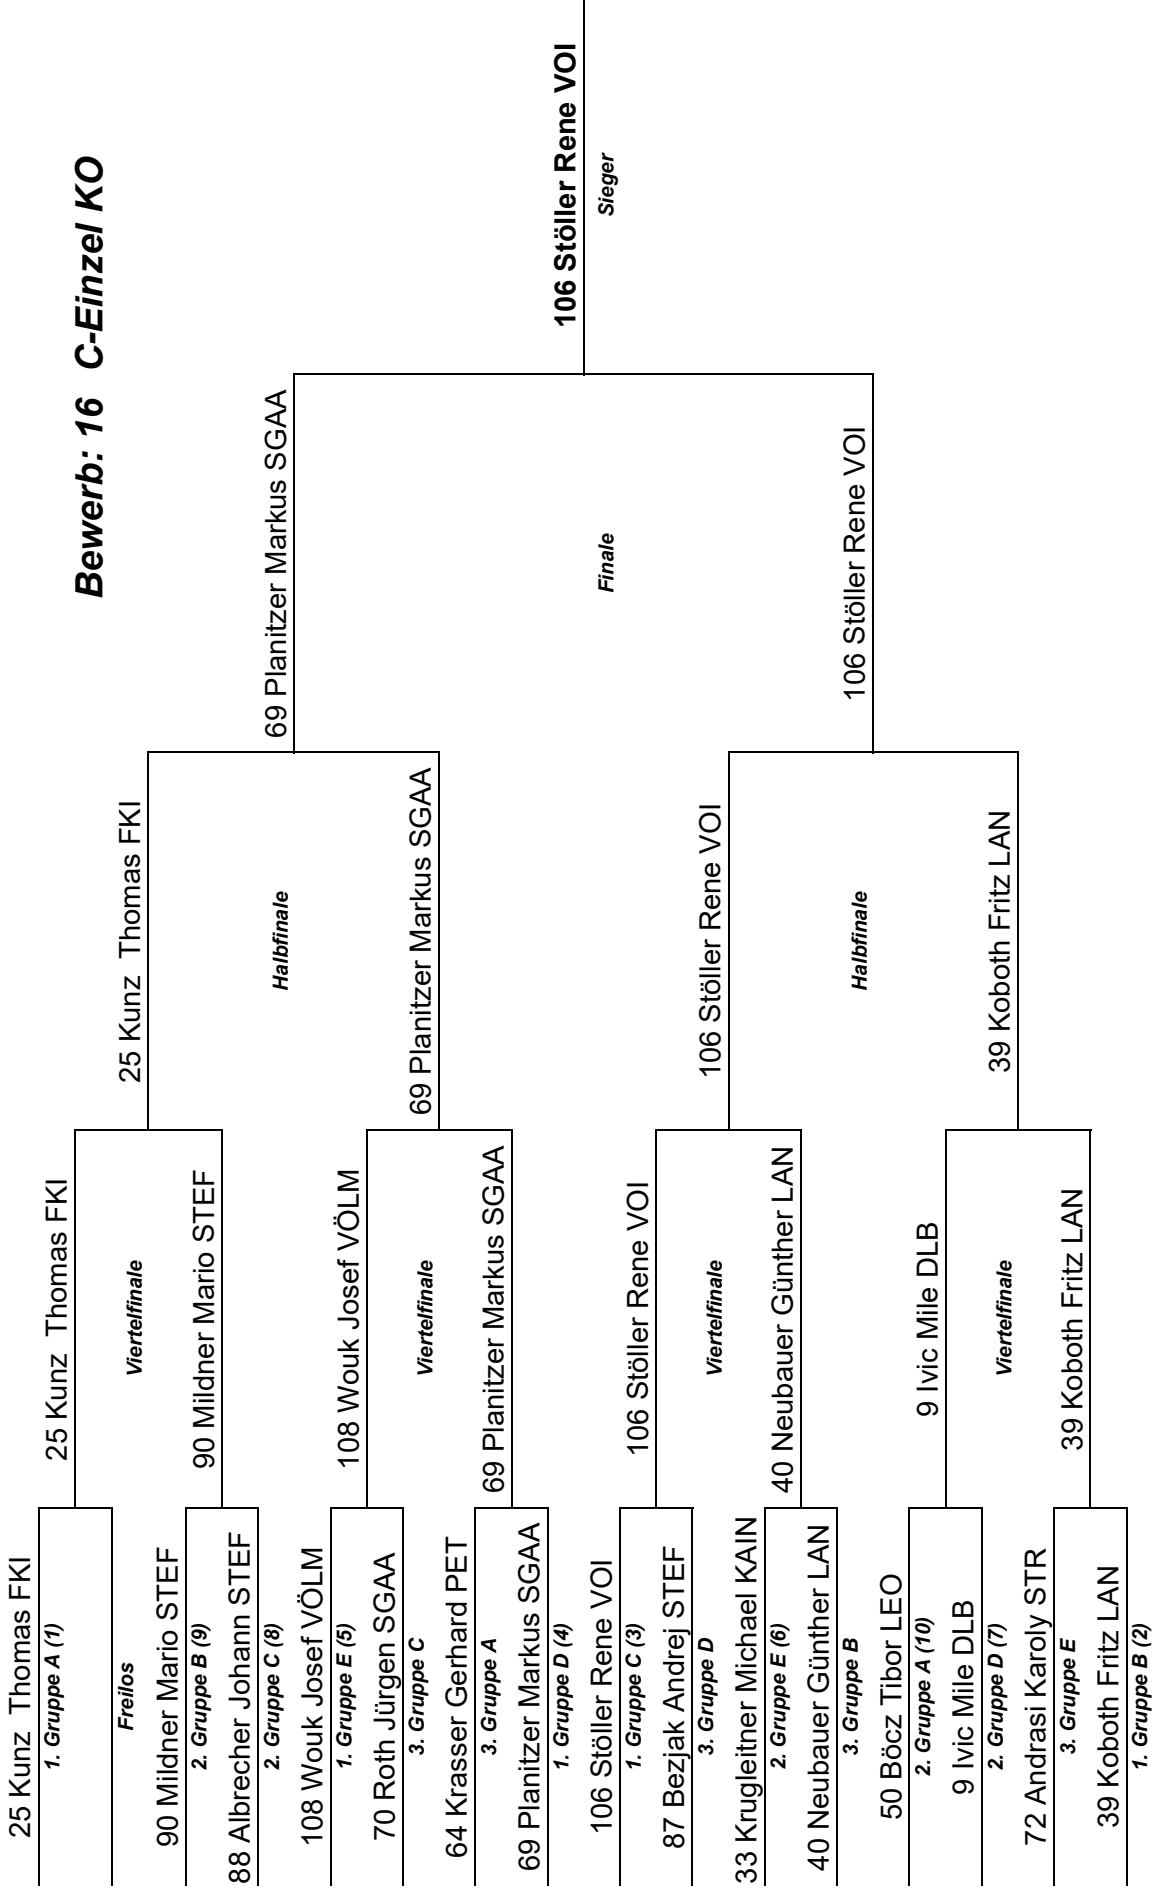 Bewerb: 16 C-Einzel KO
25 Kunz Thomas FKI
1. Gruppe A (1)
Freilos
90 Mildner Mario STEF
2. Gruppe B (9)
88 Albrecher Johann STEF
2. Gruppe C (8)
108 Wouk Josef VÖLM
1. Gruppe E (5)
70 Roth Jürgen SGAA
3. Gruppe C
64 Krasser Gerhard PET
3. Gruppe A
69 Planitzer Markus SGAA
1. Gruppe D (4)
106 Stöller Rene VOI
1. Gruppe C (3)
87 Bezjak Andrej STEF
3. Gruppe D
33 Krugleitner Michael KAIN
2. Gruppe E (6)
40 Neubauer Günther LAN
3. Gruppe B
50 Böcz Tibor LEO
2. Gruppe A (10)
9 Ivic Mile DLB
2. Gruppe D (7)
72 Andrasi Karoly STR
3. Gruppe E
39 Koboth Fritz LAN
1. Gruppe B (2)
25 Kunz Thomas FKI
Viertelfinale
90 Mildner Mario STEF
108 Wouk Josef VÖLM
Viertelfinale
69 Planitzer Markus SGAA
106 Stöller Rene VOI
Viertelfinale
40 Neubauer Günther LAN
9 Ivic Mile DLB
Viertelfinale
39 Koboth Fritz LAN
25 Kunz Thomas FKI
Halbfinale
69 Planitzer Markus SGAA
106 Stöller Rene VOI
Halbfinale
39 Koboth Fritz LAN
69 Planitzer Markus SGAA
Finale
106 Stöller Rene VOI
106 Stöller Rene VOI
Sieger